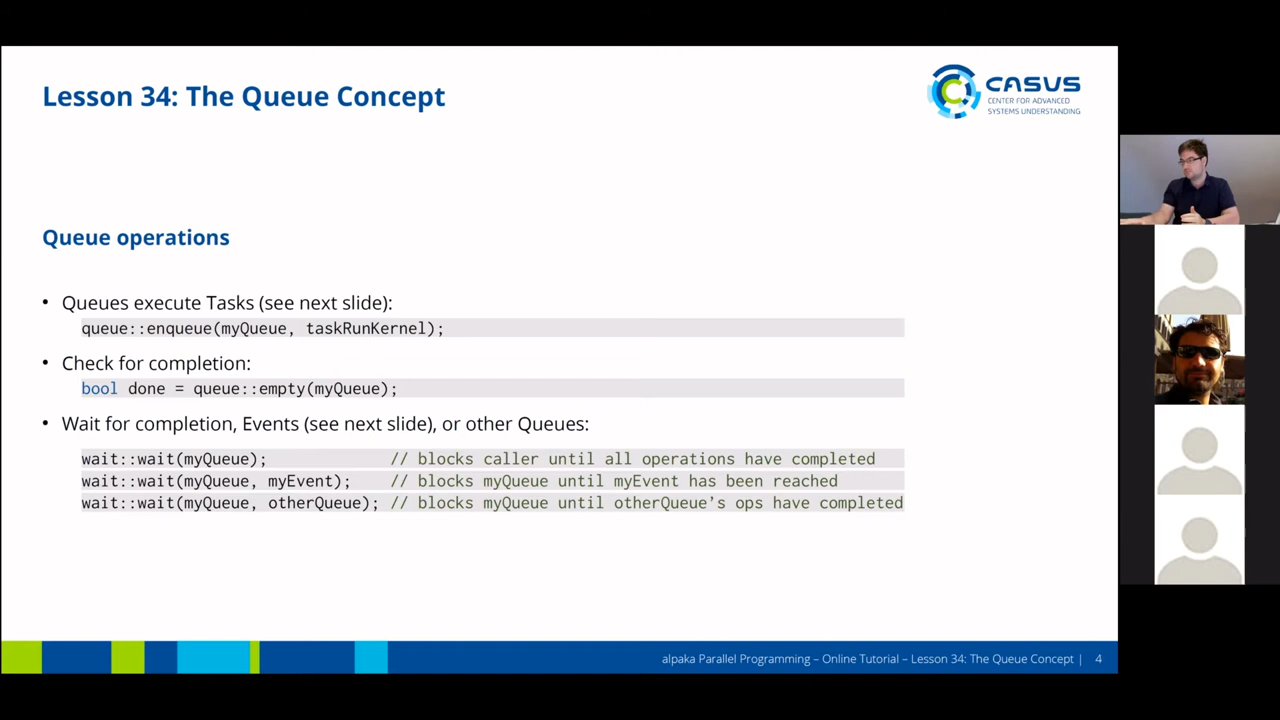 Lesson 34: The Queue Concept
CASUS
CENTER FOR ADVANCED
SYSTEMS UNDERSTANDING
Queue operations
• Queues execute Tasks (see next slide):
queue::enqueue(myQueue, taskRunKernel);
• Check for completion:
bool done = queue::empty(myQueue);
• Wait for completion, Events (see next slide), or other Queues:
wait::wait(myQueue); // blocks caller until all operations have completed
wait::wait(myQueue, myEvent); // blocks myQueue until myEvent has been reached
wait::wait(myQueue, otherQueue); // blocks myQueue until otherQueue’s ops have completed
alpaka Parallel Programming – Online Tutorial – Lesson 34: The Queue Concept | 4